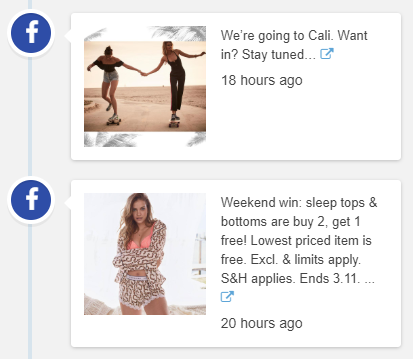 We're going to Cali. Want
in? Stay tuned...
18 hours ago
Weekend win: sleep tops &
bottoms are buy 2, get 1
free! Lowest priced item is
free. Excl. & limits apply.
S&H applies. Ends 3.11. ...
20 hours ago